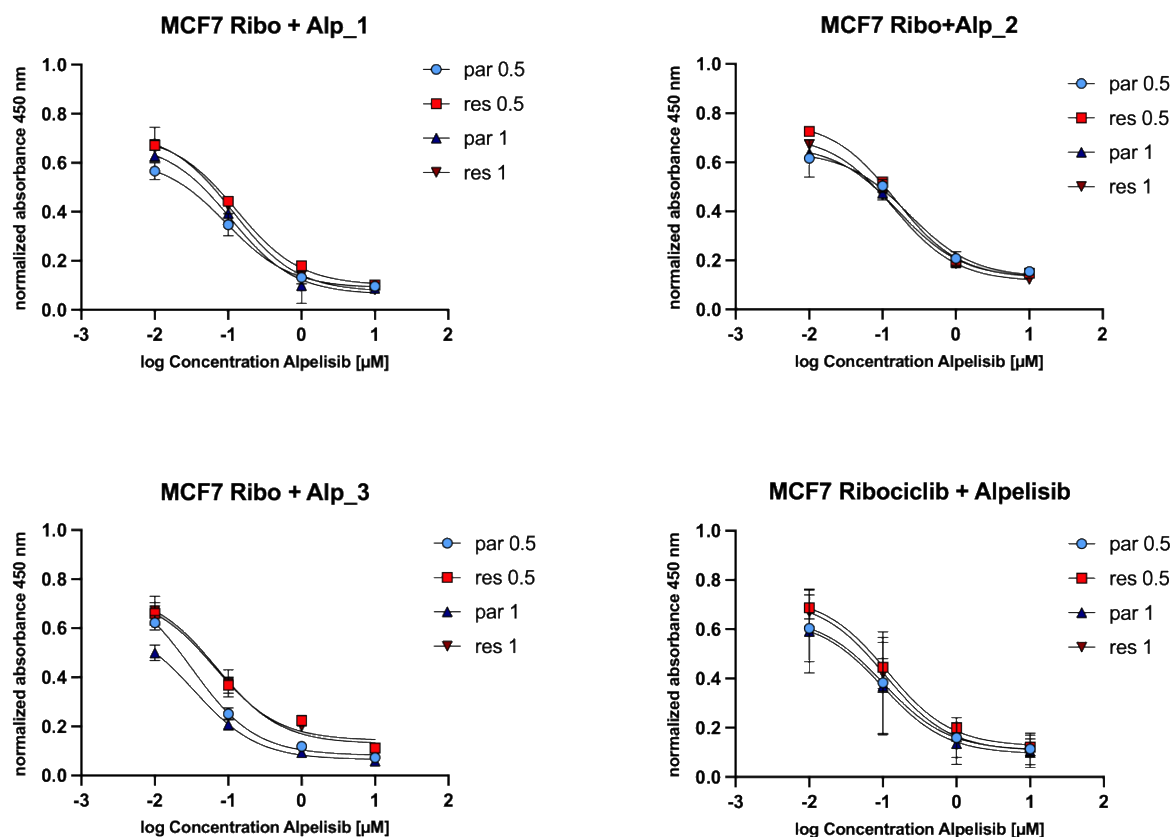 MCF7 Ribo + Alp_1
normalized absorbance 450 nm
1.0
0.8
0.6
0.4
0.2
0.0
-3 -2 -1 0 1 2
log Concentration Alpelisib [µM]
par 0.5
res 0.5
par 1
res 1
MCF7 Ribo+Alp_2
normalized absorbance 450 nm
1.0
0.8
0.6
0.4
0.2
0.0
-3 -2 -1 0 1 2
log Concentration Alpelisib [µM]
par 0.5
res 0.5
par 1
res 1
MCF7 Ribo + Alp_3
normalized absorbance 450 nm
1.0
0.8
0.6
0.4
0.2
0.0
-3 -2 -1 0 1 2
log Concentration Alpelisib [µM]
par 0.5
res 0.5
par 1
res 1
MCF7 Ribociclib + Alpelisib
normalized absorbance 450 nm
1.0
0.8
0.6
0.4
0.2
0.0
-3 -2 -1 0 1 2
log Concentration Alpelisib [µM]
par 0.5
res 0.5
par 1
res 1